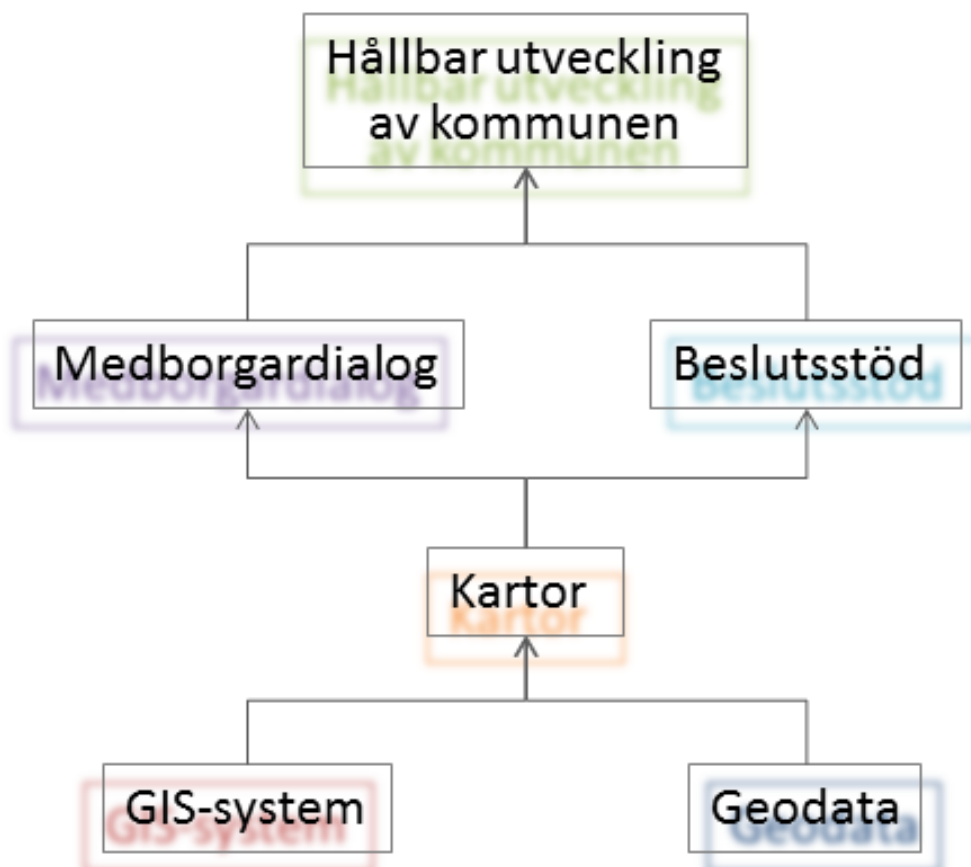 Hållbar utveckling
av kommunen
Medborgardialog
Beslutsstöd
Kartor
GIS-system
Geodata